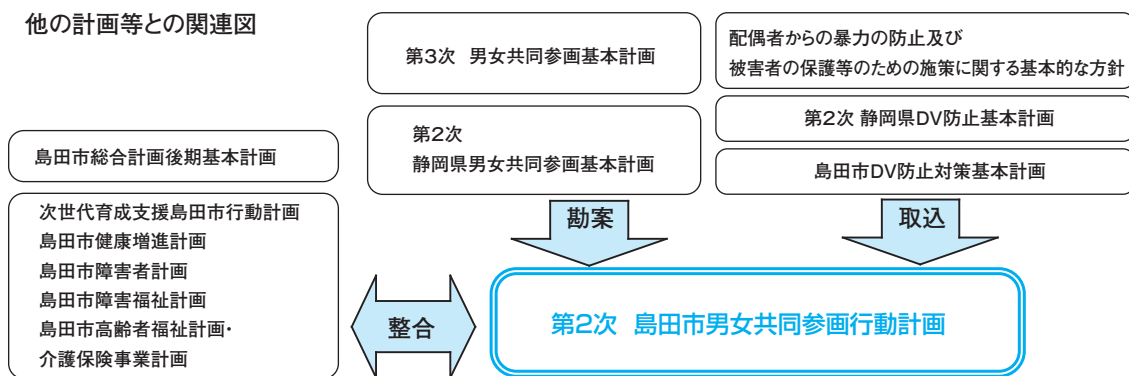 他の計画等との関連図
第3次 男女共同参画基本計画
第2次
静岡県男女共同参画基本計画
配偶者からの暴力の防止及び
被害者の保護等のための施策に関する基本的な方針
第2次 静岡県DV防止基本計画
島田市DV防止対策基本計画
島田市総合計画後期基本計画
次世代育成支援島田市行動計画
島田市健康増進計画
島田市障害者計画
島田市障害福祉計画
島田市高齢者福祉計画・
介護保険事業計画
勘案
取込
整合
第2次 島田市男女共同参画行動計画